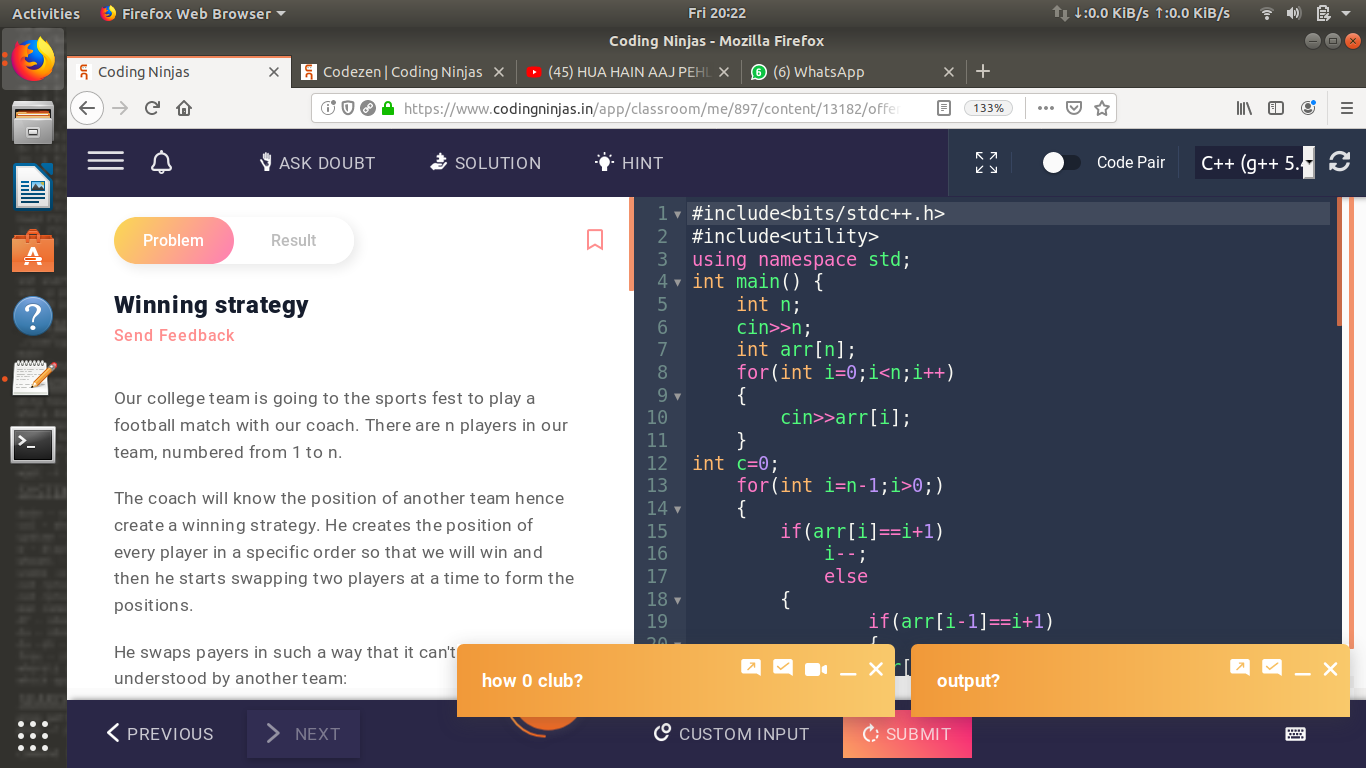 Activities Firefox Web Browser Fri 20:22 ↓:0.0 KiB/s ↑:0.0 KiB/s
Coding Ninjas - Mozilla Firefox
Coding Ninjas Codezen | Coding Ninjas (45) HUA HAIN AAJ PEHL (6) WhatsApp
https://www.codingninjas.in/app/classroom/me/897/content/13182/offe 133%
ASK DOUBT SOLUTION HINT Code Pair C++ (g++ 5.
Problem Result
Winning strategy
Send Feedback
Our college team is going to the sports fest to play a
football match with our coach. There are n players in our
team, numbered from 1 to n.
The coach will know the position of another team hence
create a winning strategy. He creates the position of
every player in a specific order so that we will win and
then he starts swapping two players at a time to form the
positions.
He swaps payers in such a way that it can't
understood by another team:
1 #include<bits/stdc++.h>
2 #include<utility>
3 using namespace std;
4 int main() {
5 int n;
6 cin>>n;
7 int arr[n];
8 for(int i=0;i<n;i++)
9 {
10 cin>>arr[i];
11 }
12 int c=0;
13 for(int i=n-1;i>0;)
14 {
15 if(arr[i]==i+1)
16 i--;
17 else
18 {
19 if(arr[i-1]==i+1)
20 {
how 0 club? output?
PREVIOUS NEXT CUSTOM INPUT SUBMIT